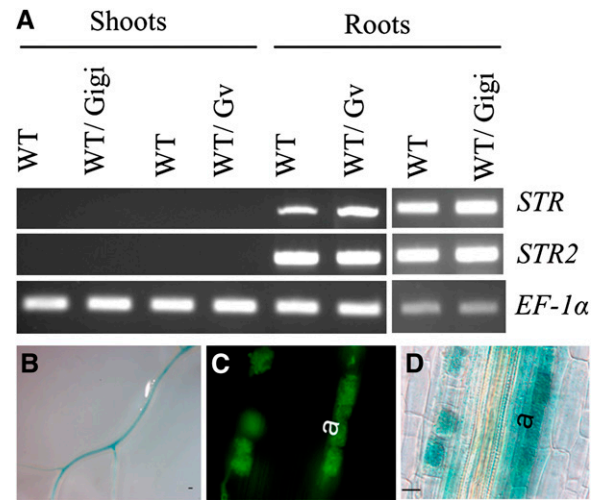 A
Shoots Roots
WT WT/ Gigi WT WT/ Gv WT WT/ Gv WT WT/ Gigi
STR
STR2
EF-1α
B C D
a a